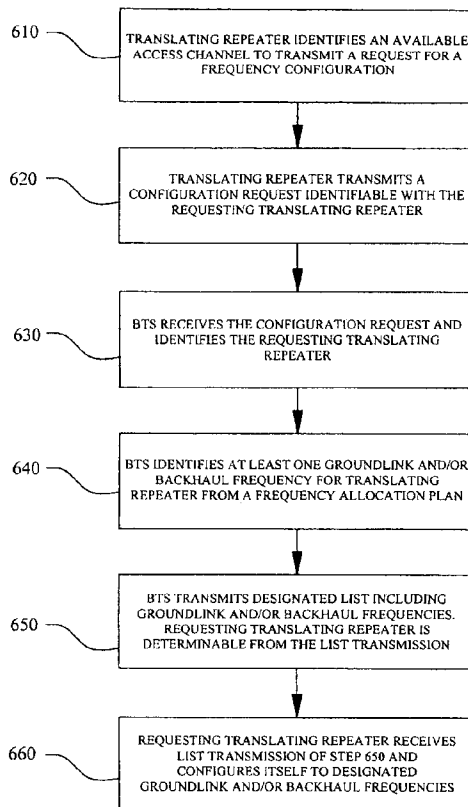 610
TRANSLATING REPEATER IDENTIFIES AN AVAILABLE
ACCESS CHANNEL TO TRANSMIT A REQUEST FOR A
FREQUENCY CONFIGURATION
620
TRANSLATING REPEATER TRANSMITS A
CONFIGURATION REQUEST IDENTIFIABLE WITH THE
REQUESTING TRANSLATING REPEATER
630
BTS RECEIVES THE CONFIGURATION REQUEST AND
IDENTIFIES THE REQUESTING TRANSLATING
REPEATER
640
BTS IDENTIFIES AT LEAST ONE GROUNDLINK AND/OR
BACKHAUL FREQUENCY FOR TRANSLATING
REPEATER FROM A FREQUENCY ALLOCATION PLAN
650
BTS TRANSMITS DESIGNATED LIST INCLUDING
GROUNDLINK AND/OR BACKHAUL FREQUENCIES.
REQUESTING TRANSLATING REPEATER IS
DETERMINABLE FROM THE LIST TRANSMISSION
660
REQUESTING TRANSLATING REPEATER RECEIVES
LIST TRANSMISSION OF STEP 650 AND
CONFIGURES ITSELF TO DESIGNATED
GROUNDLINK AND/OR BACKHAUL FREQUENCIES